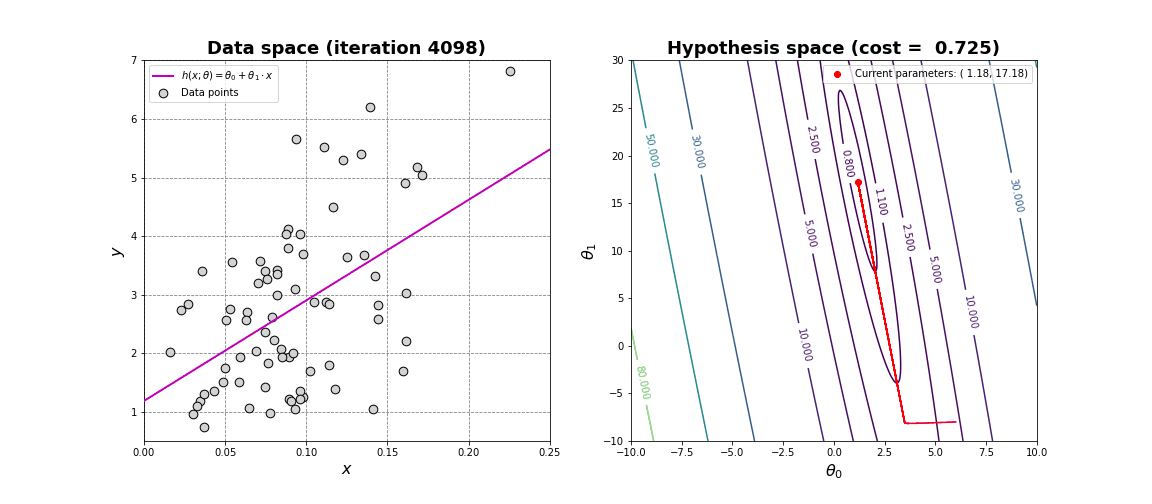 Data space (iteration 4098)
h(x;θ) = θ₀ + θ₁ · x
Data points
y
7
6
5
4
3
2
1
0.00 0.05 0.10 0.15 0.20 0.25
x
Hypothesis space (cost = 0.725)
Current parameters: ( 1.18, 17.18)
θ₁
30
25
20
15
10
5
0
−5
−10
50.000
30.000
2.500
0.800
1.100
30.000
5.000
2.500
5.000
10.000
10.000
80.000
−10.0 −7.5 −5.0 −2.5 0.0 2.5 5.0 7.5 10.0
θ₀